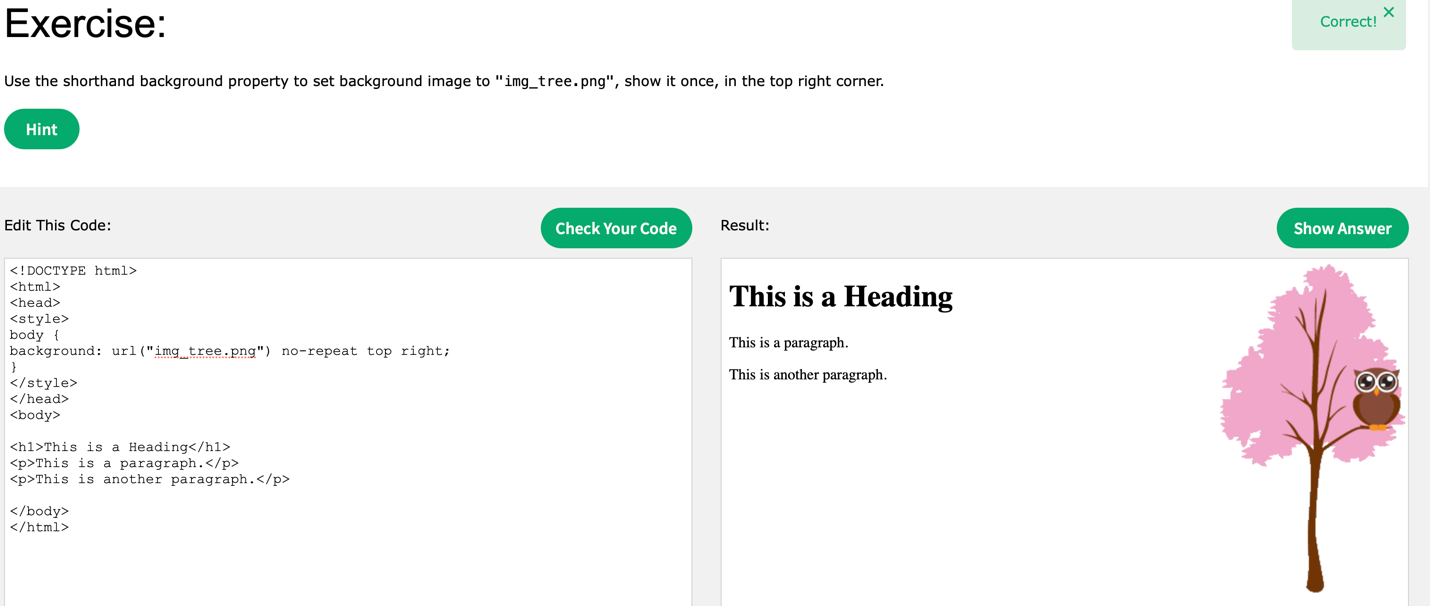 Exercise:
Correct! ×
Use the shorthand background property to set background image to "img_tree.png", show it once, in the top right corner.
Hint
Edit This Code:
Check Your Code
<!DOCTYPE html>
<html>
<head>
<style>
body {
background: url("img_tree.png") no-repeat top right;
}
</style>
</head>
<body>
<h1>This is a Heading</h1>
<p>This is a paragraph.</p>
<p>This is another paragraph.</p>
</body>
</html>
Result:
Show Answer
This is a Heading
This is a paragraph.
This is another paragraph.